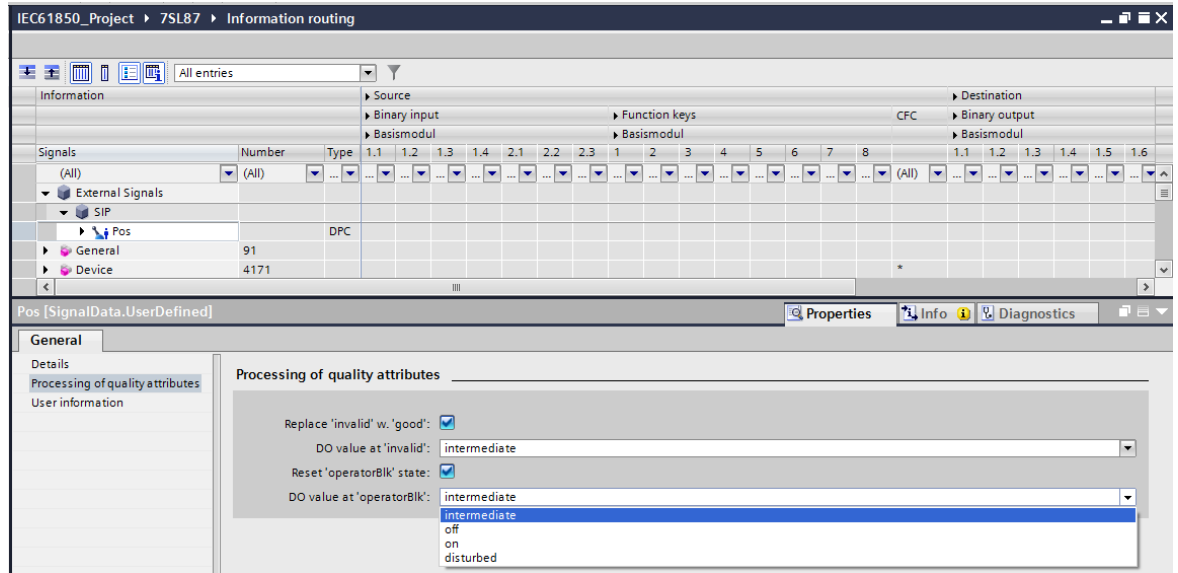 IEC61850_Project ▸ 7SL87 ▸ Information routing
All entries
Information ▸ Source ▸ Destination
▸ Binary input ▸ Function keys CFC ▸ Binary output
▸ Basismodul ▸ Basismodul ▸ Basismodul
Signals Number Type 1.1 1.2 1.3 1.4 2.1 2.2 2.3 1 2 3 4 5 6 7 8 1.1 1.2 1.3 1.4 1.5 1.6
(All) (All) ... ... ... ... ... ... ... ... ... ... ... ... ... ... ... ... (All) ... ... ... ... ... ...
External Signals
SIP
Pos DPC
General 91
Device 4171 *
Pos [SignalData.UserDefined] Properties Info Diagnostics
General
Details
Processing of quality attributes
User information
Processing of quality attributes
Replace 'invalid' w. 'good':
DO value at 'invalid': intermediate
Reset 'operatorBlk' state:
DO value at 'operatorBlk': intermediate
intermediate
off
on
disturbed